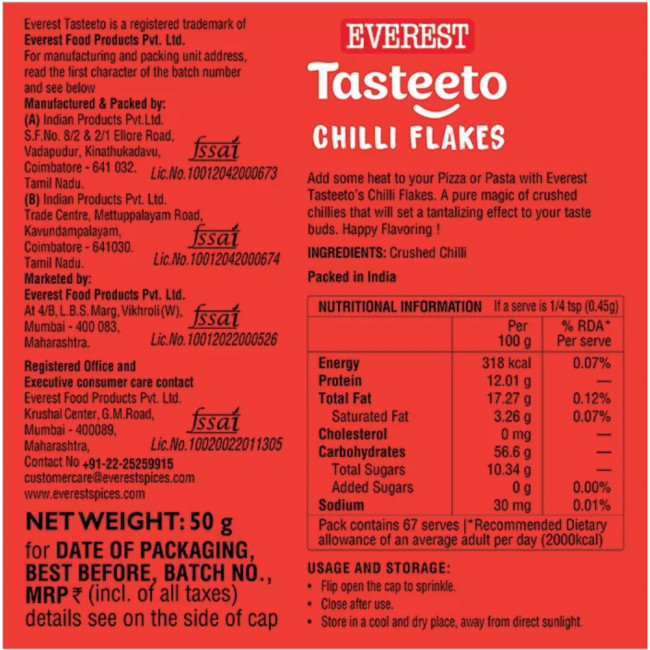 Everest Tasteeto is a registered trademark of
Everest Food Products Pvt. Ltd.
For manufacturing and packing unit address,
read the first character of the batch number
and see below
Manufactured & Packed by:
(A) Indian Products Pvt.Ltd.
S.F.No. 8/2 & 2/1 Ellore Road,
Vadapudur, Kinathukadavu,
Coimbatore - 641 032.
Tamil Nadu.
fssai
Lic.No.10012042000673
(B) Indian Products Pvt. Ltd.
Trade Centre, Mettuppalayam Road,
Kavundampalayam,
Coimbatore - 641030.
Tamil Nadu.
fssai
Lic.No.10012042000674
Marketed by:
Everest Food Products Pvt. Ltd.
At 4/B, L.B.S. Marg, Vikhroli (W),
Mumbai - 400 083,
Maharashtra.
fssai
Lic.No.10012022000526
Registered Office and
Executive consumer care contact
Everest Food Products Pvt. Ltd.
Krushal Center, G.M.Road,
Mumbai - 400089,
Maharashtra,
fssai
Lic.No.10020022011305
Contact No +91-22-25259915
customercare@everestspices.com
www.everestspices.com
NET WEIGHT: 50 g
for DATE OF PACKAGING,
BEST BEFORE, BATCH NO.,
MRP ₹ (incl. of all taxes)
details see on the side of cap
EVEREST
Tasteeto
CHILLI FLAKES
Add some heat to your Pizza or Pasta with Everest
Tasteeto's Chilli Flakes. A pure magic of crushed
chillies that will set a tantalizing effect to your taste
buds. Happy Flavoring !
INGREDIENTS: Crushed Chilli
Packed in India
NUTRITIONAL INFORMATION If a serve is 1/4 tsp (0.45g)
Per % RDA*
100 g Per serve
Energy 318 kcal 0.07%
Protein 12.01 g —
Total Fat 17.27 g 0.12%
Saturated Fat 3.26 g 0.07%
Cholesterol 0 mg —
Carbohydrates 56.6 g —
Total Sugars 10.34 g —
Added Sugars 0 g 0.00%
Sodium 30 mg 0.01%
Pack contains 67 serves |*Recommended Dietary
allowance of an average adult per day (2000kcal)
USAGE AND STORAGE:
• Flip open the cap to sprinkle.
• Close after use.
• Store in a cool and dry place, away from direct sunlight.